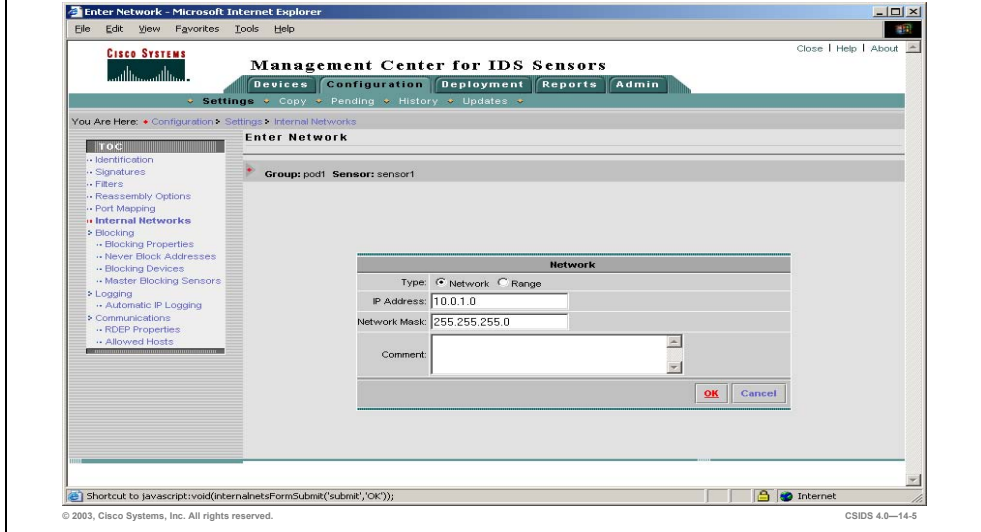 Enter Network - Microsoft Internet Explorer
File Edit View Favorites Tools Help
Close | Help | About
CISCO SYSTEMS
Management Center for IDS Sensors
Devices Configuration Deployment Reports Admin
Settings Copy Pending History Updates
You Are Here: Configuration > Settings > Internal Networks
Enter Network
TOC
Identification
Signatures
Filters
Reassembly Options
Port Mapping
Internal Networks
Blocking
Blocking Properties
Never Block Addresses
Blocking Devices
Master Blocking Sensors
Logging
Automatic IP Logging
Communications
RDEP Properties
Allowed Hosts
Group: pod1 Sensor: sensor1
Network
Type: Network Range
IP Address: 10.0.1.0
Network Mask: 255.255.255.0
Comment:
OK Cancel
Shortcut to javascript:void(internalnetsFormSubmit('submit','OK'));
Internet
© 2003, Cisco Systems, Inc. All rights reserved.
CSIDS 4.0—14-5